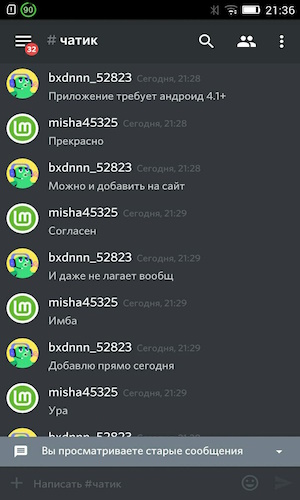 90 21:36
32 # чатик
bxdnnn_52823 Сегодня, 21:28
Приложение требует андроид 4.1+
misha45325 Сегодня, 21:28
Прекрасно
bxdnnn_52823 Сегодня, 21:28
Можно и добавить на сайт
misha45325 Сегодня, 21:29
Согласен
bxdnnn_52823 Сегодня, 21:29
И даже не лагает вообщ
misha45325 Сегодня, 21:29
Имба
bxdnnn_52823 Сегодня, 21:29
Добавлю прямо сегодня
misha45325 Сегодня, 21:29
Ура
Вы просматриваете старые сообщения
Написать #чатик